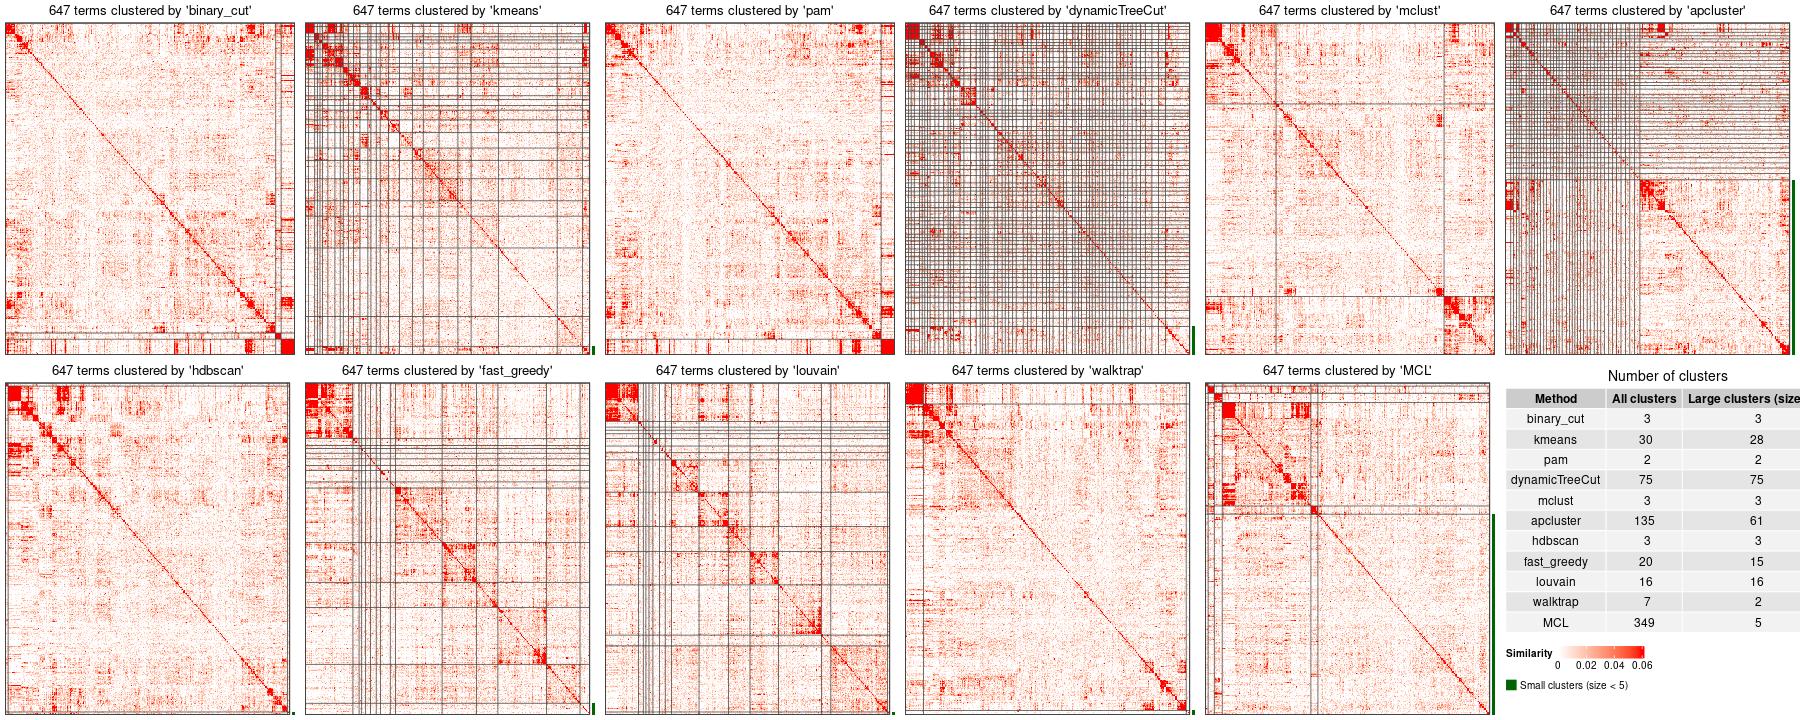 647 terms clustered by 'binary_cut'
647 terms clustered by 'kmeans'
647 terms clustered by 'pam'
647 terms clustered by 'dynamicTreeCut'
647 terms clustered by 'mclust'
647 terms clustered by 'apcluster'
647 terms clustered by 'hdbscan'
647 terms clustered by 'fast_greedy'
647 terms clustered by 'louvain'
647 terms clustered by 'walktrap'
647 terms clustered by 'MCL'
Number of clusters
Method All clusters Large clusters (size
binary_cut 3 3
kmeans 30 28
pam 2 2
dynamicTreeCut 75 75
mclust 3 3
apcluster 135 61
hdbscan 3 3
fast_greedy 20 15
louvain 16 16
walktrap 7 2
MCL 349 5
Similarity
0 0.02 0.04 0.06
Small clusters (size < 5)